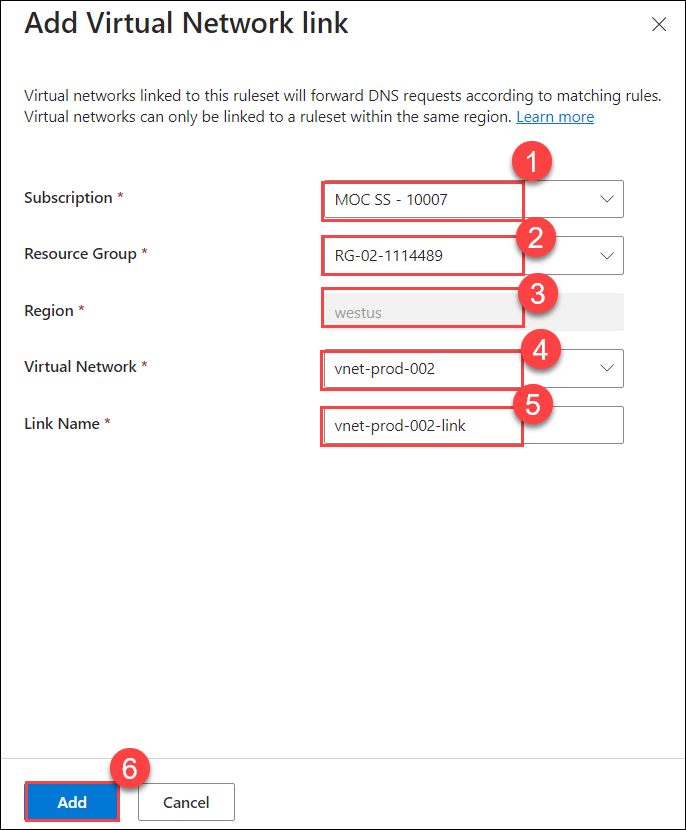 Add Virtual Network link
Virtual networks linked to this ruleset will forward DNS requests according to matching rules.
Virtual networks can only be linked to a ruleset within the same region. Learn more
1
Subscription * MOC SS - 10007
2
Resource Group * RG-02-1114489
3
Region * westus
4
Virtual Network * vnet-prod-002
5
Link Name * vnet-prod-002-link
6
Add Cancel